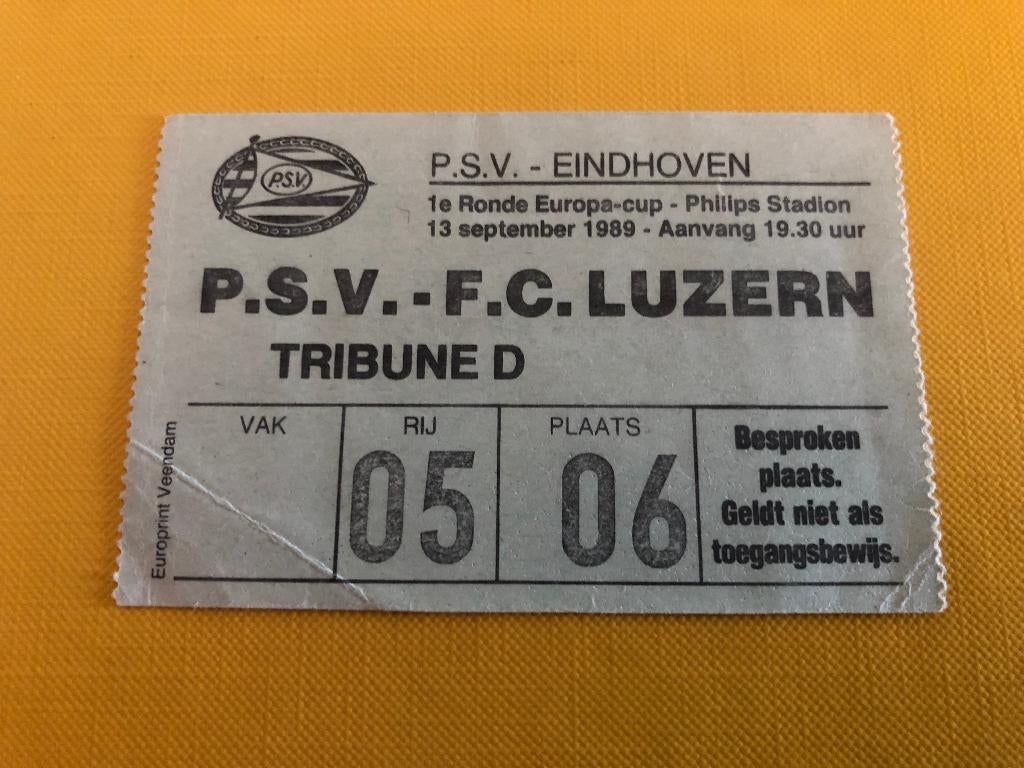 P.S.V.
P.S.V. - EINDHOVEN
1e Ronde Europa-cup - Philips Stadion
13 september 1989 - Aanvang 19.30 uur
P.S.V. - F.C. LUZERN
TRIBUNE D
VAK
RIJ
05
PLAATS
06
Besproken
plaats.
Geldt niet als
toegangsbewijs.
Europrint Veendam